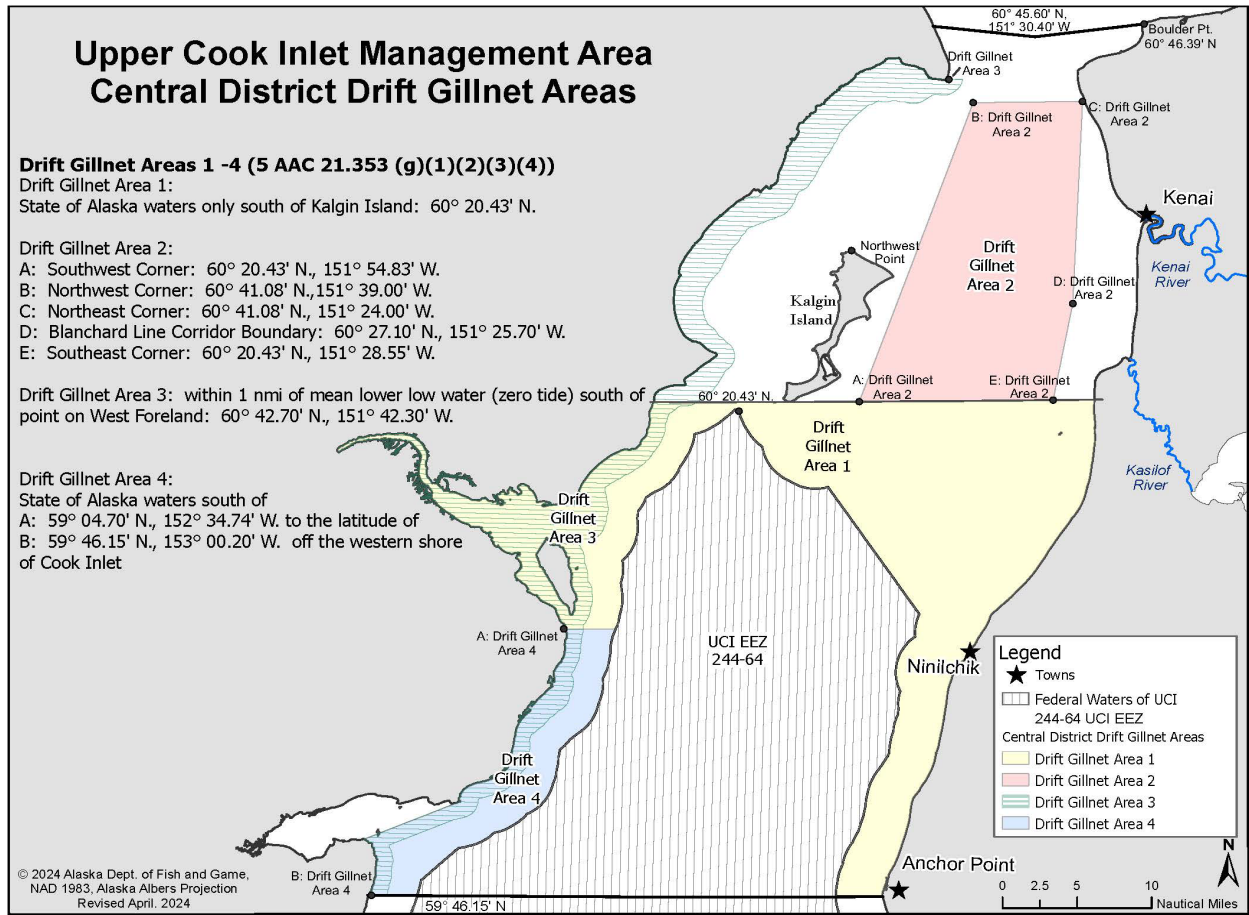 Upper Cook Inlet Management Area
Central District Drift Gillnet Areas
Drift Gillnet Areas 1 -4 (5 AAC 21.353 (g)(1)(2)(3)(4))
Drift Gillnet Area 1:
State of Alaska waters only south of Kalgin Island: 60° 20.43' N.
Drift Gillnet Area 2:
A: Southwest Corner: 60° 20.43' N., 151° 54.83' W.
B: Northwest Corner: 60° 41.08' N.,151° 39.00' W.
C: Northeast Corner: 60° 41.08' N., 151° 24.00' W.
D: Blanchard Line Corridor Boundary: 60° 27.10' N., 151° 25.70' W.
E: Southeast Corner: 60° 20.43' N., 151° 28.55' W.
Drift Gillnet Area 3: within 1 nmi of mean lower low water (zero tide) south of
point on West Foreland: 60° 42.70' N., 151° 42.30' W.
Drift Gillnet Area 4:
State of Alaska waters south of
A: 59° 04.70' N., 152° 34.74' W. to the latitude of
B: 59° 46.15' N., 153° 00.20' W. off the western shore
of Cook Inlet
60° 45.60' N,
151° 30.40' W
Boulder Pt.
60° 46.39' N
Drift Gillnet
Area 3
B: Drift Gillnet
Area 2
C: Drift Gillnet
Area 2
Kenai
Kenai
River
Northwest
Point
Drift
Gillnet
Area 2
D: Drift Gillnet
Area 2
Kalgin
Island
A: Drift Gillnet
Area 2
E: Drift Gillnet
Area 2
60° 20.43' N.
Drift
Gillnet
Area 1
Kasilof
River
Drift
Gillnet
Area 3
A: Drift Gillnet
Area 4
UCI EEZ
244-64
Ninilchik
Drift
Gillnet
Area 4
Legend
Towns
Federal Waters of UCI
244-64 UCI EEZ
Central District Drift Gillnet Areas
Drift Gillnet Area 1
Drift Gillnet Area 2
Drift Gillnet Area 3
Drift Gillnet Area 4
Anchor Point
B: Drift Gillnet
Area 4
59° 46.15' N
N
0 2.5 5 10
Nautical Miles
© 2024 Alaska Dept. of Fish and Game,
NAD 1983, Alaska Albers Projection
Revised April. 2024